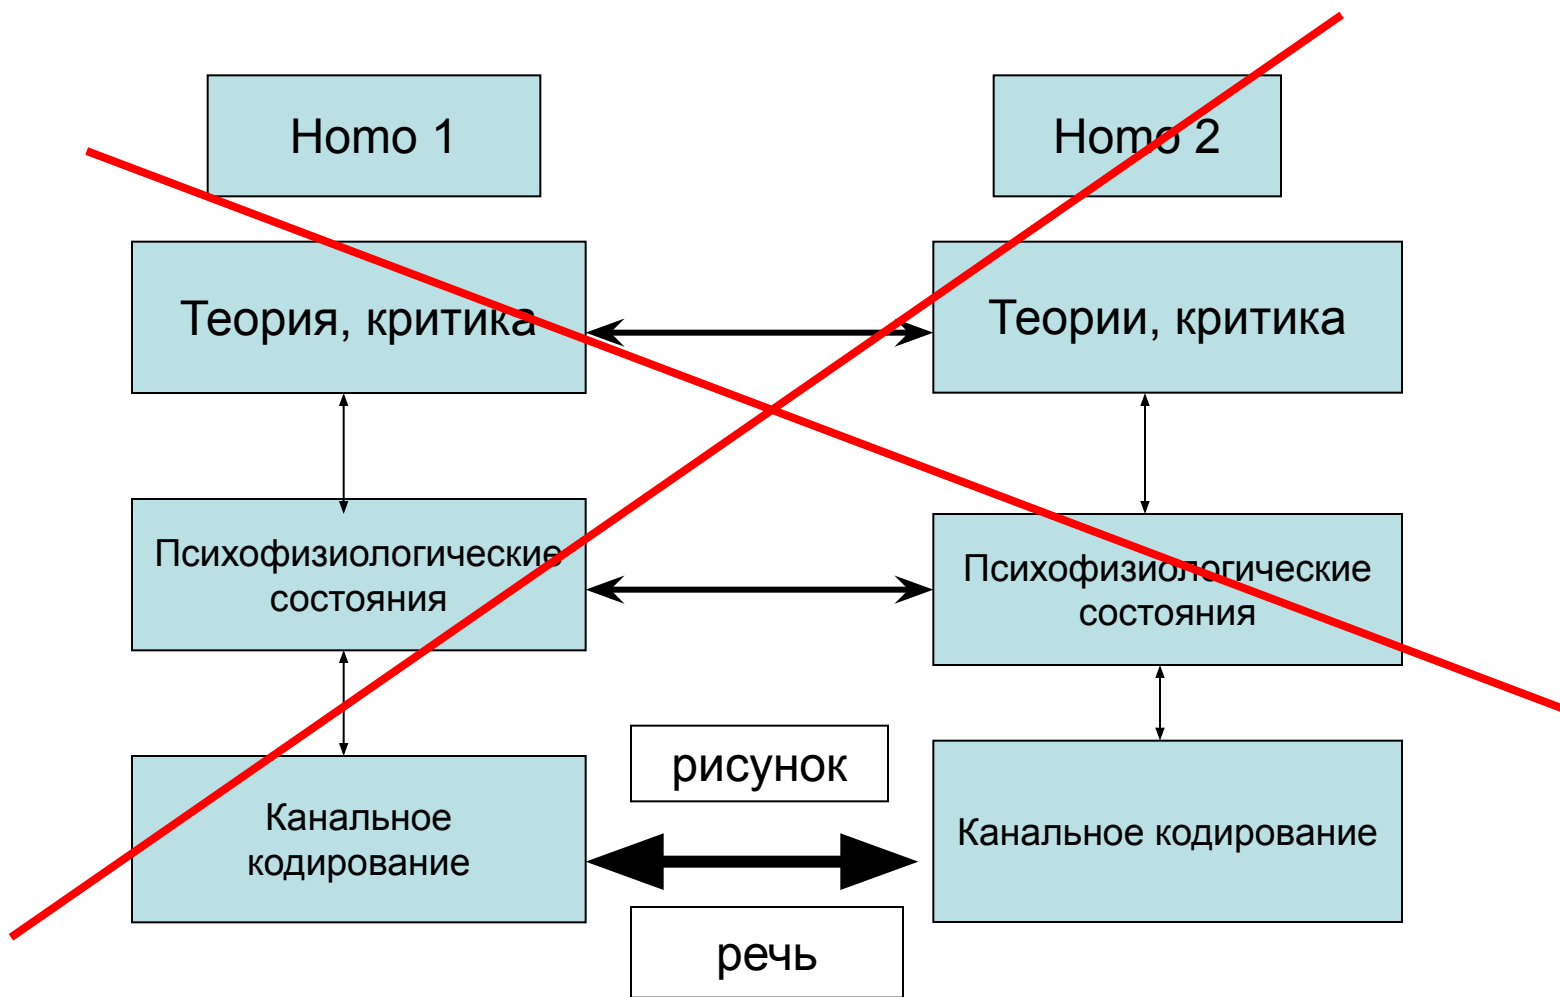 Homo 1
Homo 2
Теория, критика
Теории, критика
Психофизиологические
состояния
Психофизиологические
состояния
рисунок
Канальное
кодирование
Канальное кодирование
речь